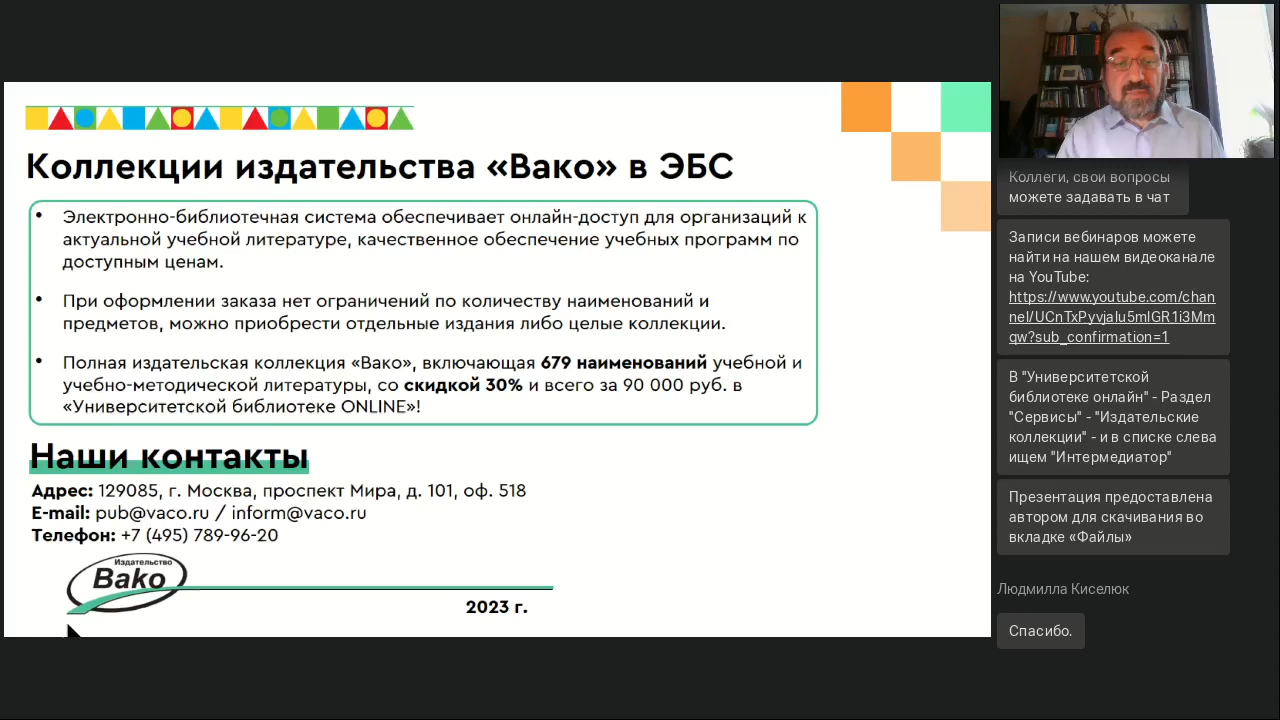 Коллекции издательства «Вако» в ЭБС
• Электронно-библиотечная система обеспечивает онлайн-доступ для организаций к
актуальной учебной литературе, качественное обеспечение учебных программ по
доступным ценам.
• При оформлении заказа нет ограничений по количеству наименований и
предметов, можно приобрести отдельные издания либо целые коллекции.
• Полная издательская коллекция «Вако», включающая 679 наименований учебной и
учебно-методической литературы, со скидкой 30% и всего за 90 000 руб. в
«Университетской библиотеке ONLINE»!
Наши контакты
Адрес: 129085, г. Москва, проспект Мира, д. 101, оф. 518
E-mail: pub@vaco.ru / inform@vaco.ru
Телефон: +7 (495) 789-96-20
Издательство
Вако
2023 г.
Коллеги, свои вопросы
можете задавать в чат
Записи вебинаров можете
найти на нашем видеоканале
на YouTube:
https://www.youtube.com/chan
nel/UCnTxPyvjaIu5mlGR1i3Mm
qw?sub_confirmation=1
В "Университетской
библиотеке онлайн" - Раздел
"Сервисы" - "Издательские
коллекции" - и в списке слева
ищем "Интермедиатор"
Презентация предоставлена
автором для скачивания во
вкладке «Файлы»
Людмилла Киселюк
Спасибо.